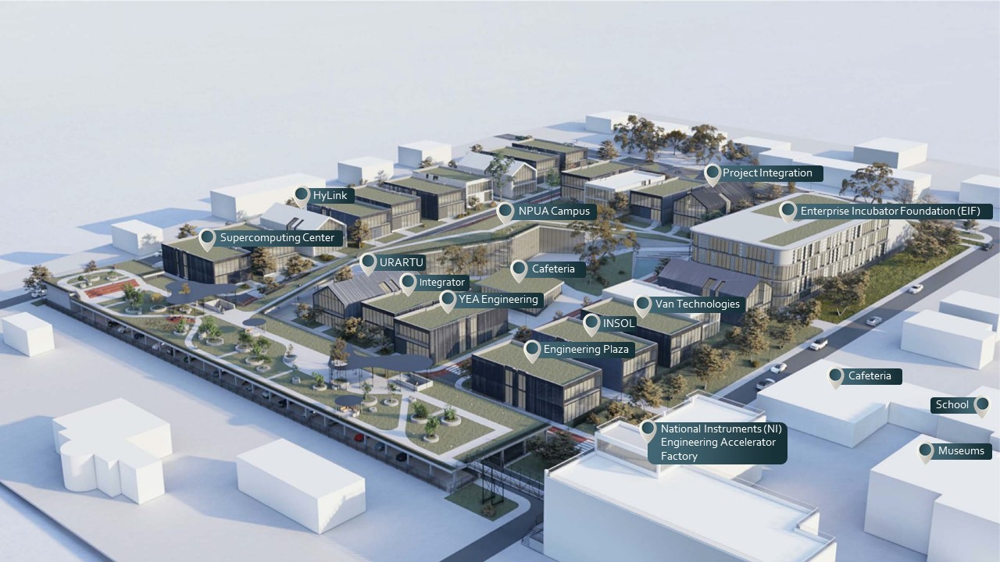 Project Integration
HyLink
NPUA Campus
Enterprise Incubator Foundation (EIF)
Supercomputing Center
URARTU
Cafeteria
Integrator
YEA Engineering
Van Technologies
INSOL
Engineering Plaza
Cafeteria
School
National Instruments (NI)
Engineering Accelerator
Factory
Museums